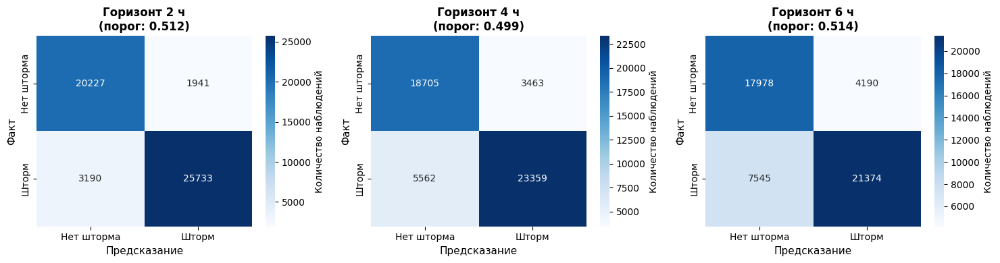 Горизонт 2 ч
(порог: 0.512)
Нет шторма
Шторм
Факт
20227
1941
3190
25733
Нет шторма
Шторм
Предсказание
25000
20000
15000
10000
5000
Количество наблюдений
Горизонт 4 ч
(порог: 0.499)
Нет шторма
Шторм
Факт
18705
3463
5562
23359
Нет шторма
Шторм
Предсказание
22500
20000
17500
15000
12500
10000
7500
5000
Количество наблюдений
Горизонт 6 ч
(порог: 0.514)
Нет шторма
Шторм
Факт
17978
4190
7545
21374
Нет шторма
Шторм
Предсказание
20000
18000
16000
14000
12000
10000
8000
6000
Количество наблюдений